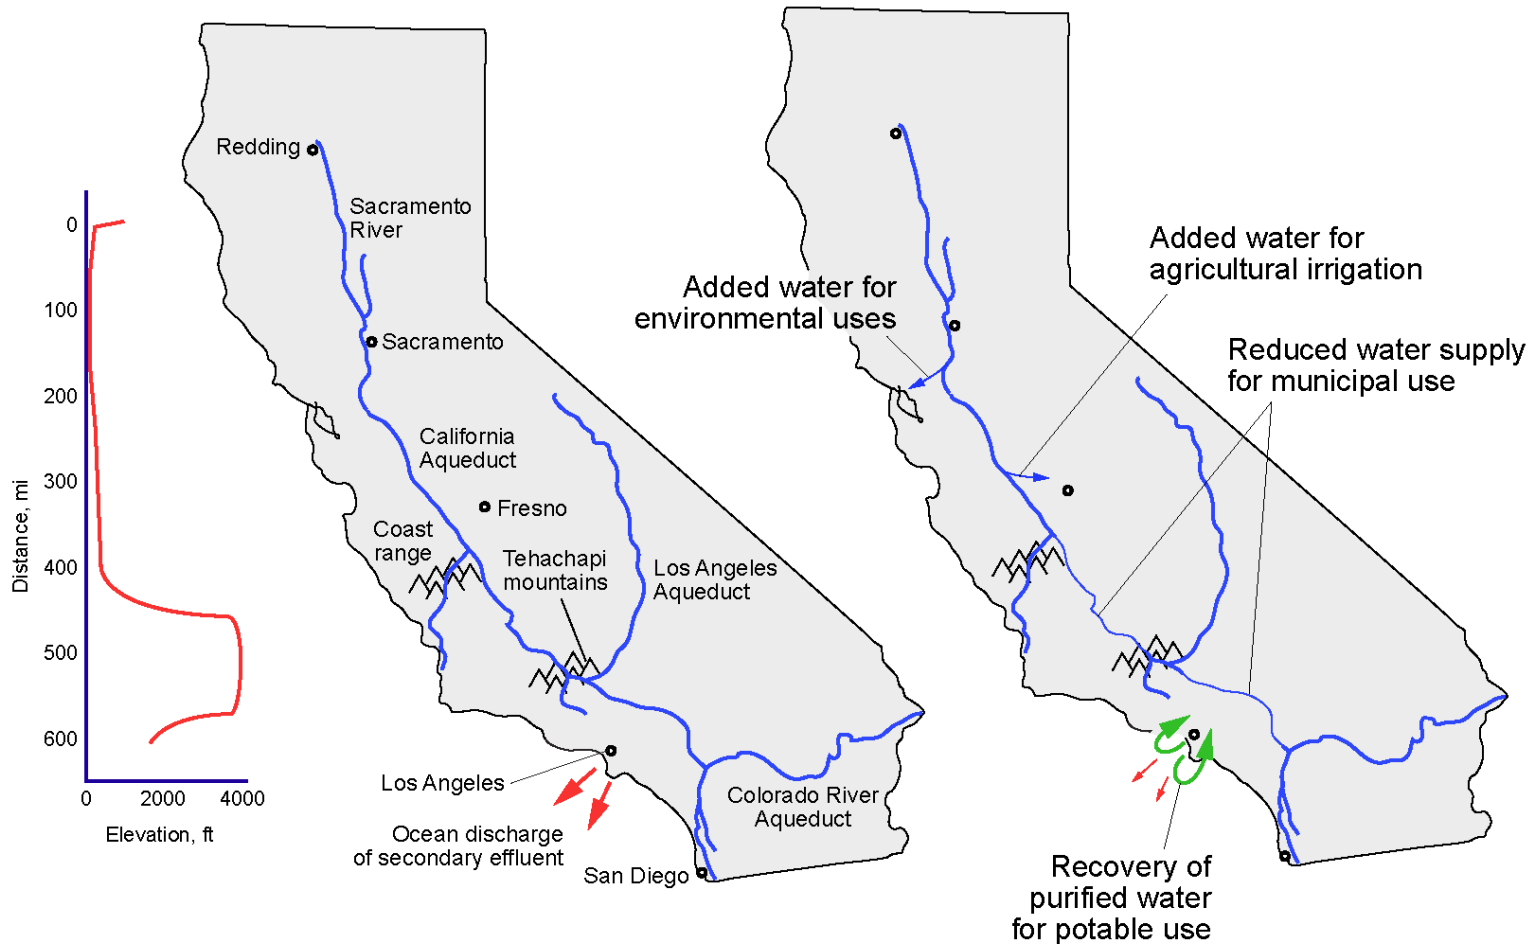 Redding
Sacramento
River
Sacramento
California
Aqueduct
Fresno
Coast
range
Tehachapi
mountains
Los Angeles
Aqueduct
Los Angeles
Ocean discharge
of secondary effluent
San Diego
Colorado River
Aqueduct
0
100
200
300
400
500
600
Distance, mi
0
2000
4000
Elevation, ft
Added water for
environmental uses
Added water for
agricultural irrigation
Reduced water supply
for municipal use
Recovery of
purified water
for potable use